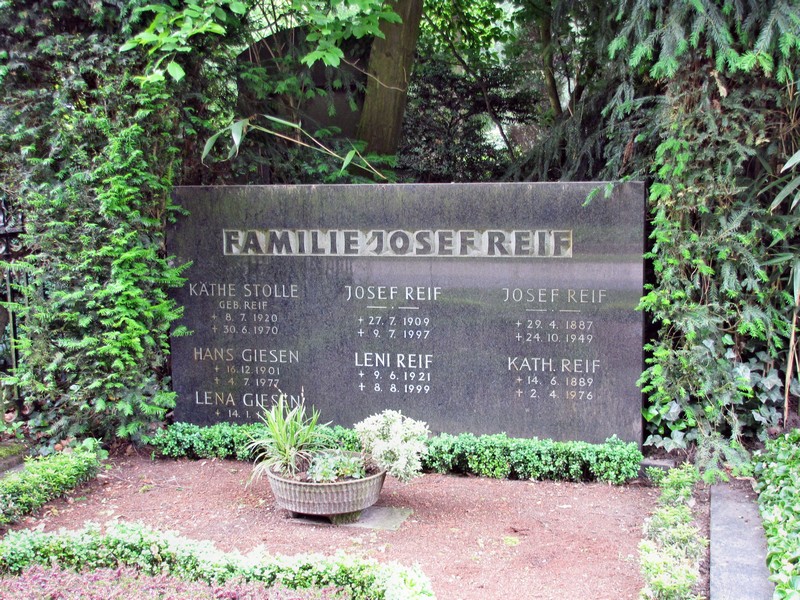 FAMILIE JOSEF REIF
KÄTHE STOLLE
GEB. REIF
+ 8. 7. 1920
+ 30. 6. 1970
HANS GIESEN
+ 16.12. 1901
+ 4. 7. 1977
LENA GIESEN
+ 14. 1.
JOSEF REIF
+ 27. 7. 1909
+ 9. 7. 1997
LENI REIF
+ 9. 6. 1921
+ 8. 8. 1999
JOSEF REIF
+ 29. 4. 1887
+ 24. 10. 1949
KATH. REIF
+ 14. 6. 1889
+ 2. 4. 1976